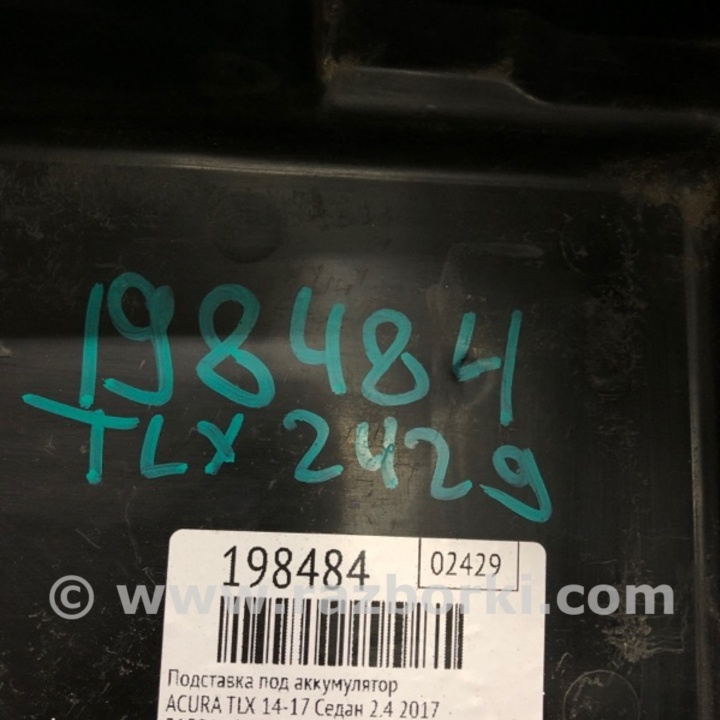 198484
TLX 2429
198484 02429
© www.razborki.com
Подставка под аккумулятор
ACURA TLX 14-17 Седан 2.4 2017